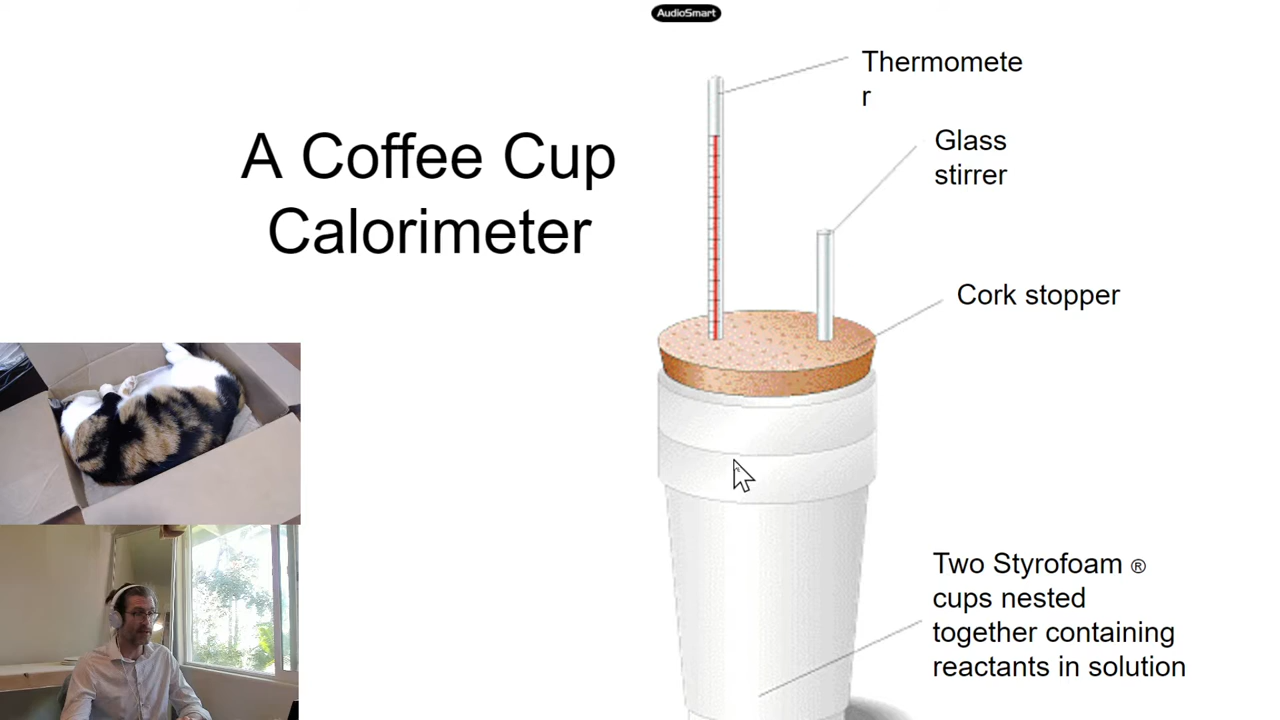 AudioSmart
Thermomete
r
A Coffee Cup
Calorimeter
Glass
stirrer
Cork stopper
Two Styrofoam ®
cups nested
together containing
reactants in solution